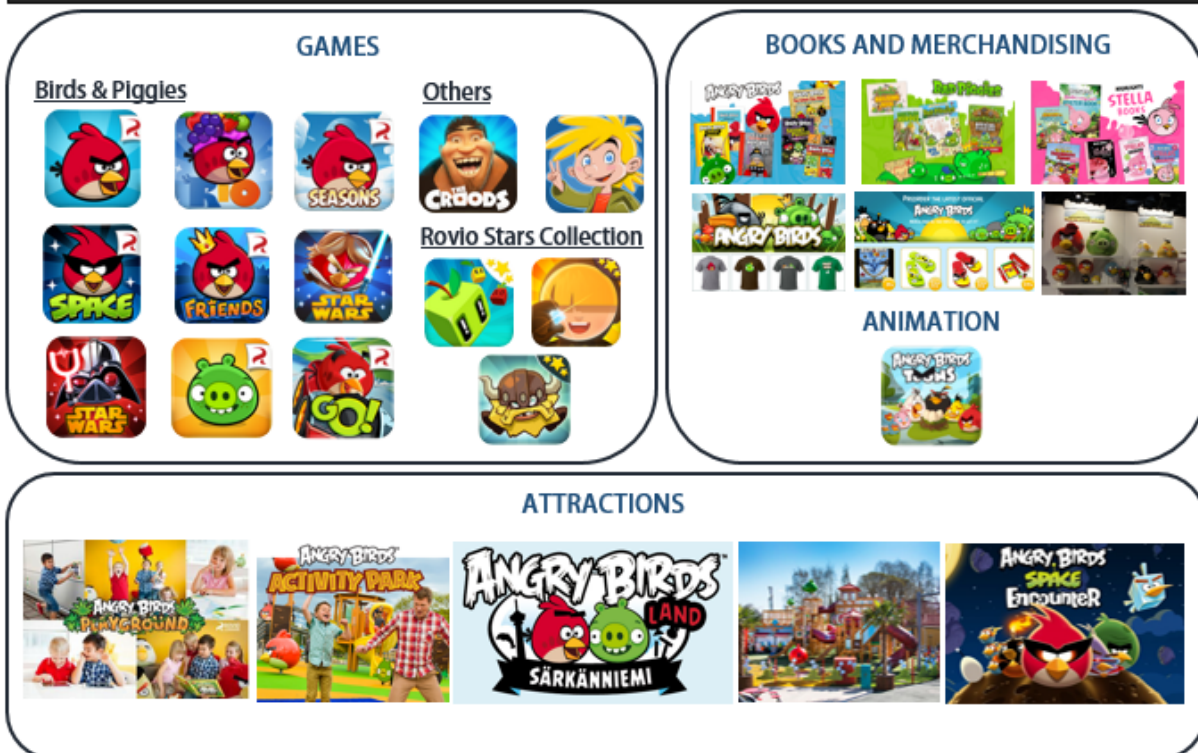 GAMES
Birds & Piggies
RIO
SEASONS
SPACE
FRIENDS
STAR
WARS
STAR
WARS
GO!
Others
THE
CROODS
Rovio Stars Collection
BOOKS AND MERCHANDISING
ANGRY BIRDS
BAD PIGGIES
STELLA
BOOKS
ANGRY BIRDS
ANGRY BIRDS
ANIMATION
ANGRY BIRDS
TOONS
ATTRACTIONS
ANGRY BIRDS
PLAYGROUND
ANGRY BIRDS
ACTIVITY PARK
ANGRY BIRDS™
LAND
SÄRKÄNNIEMI
ANGRY BIRDS
SPACE
ENCOUNTER